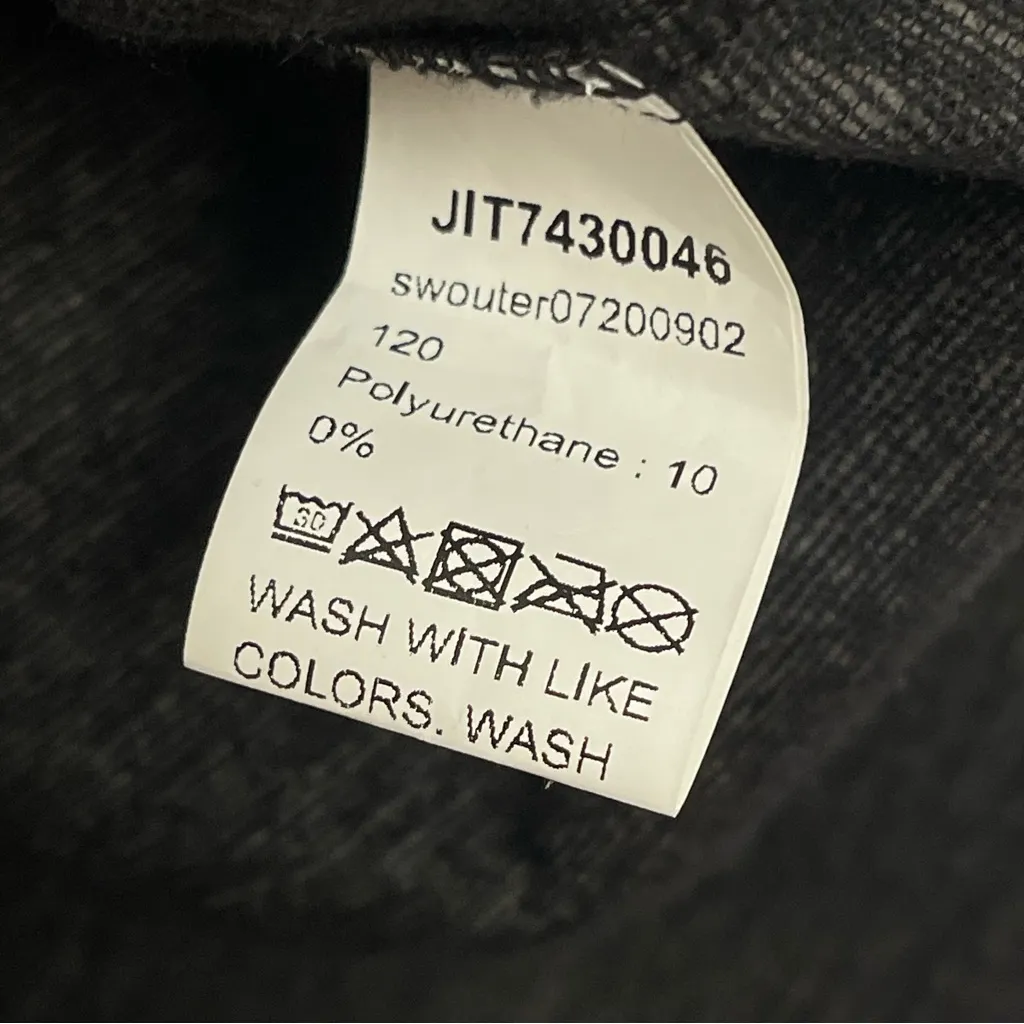 JIT7430046
swouter07200902
120
Polyurethane : 10
0%
30
WASH WITH LIKE
COLORS. WASH